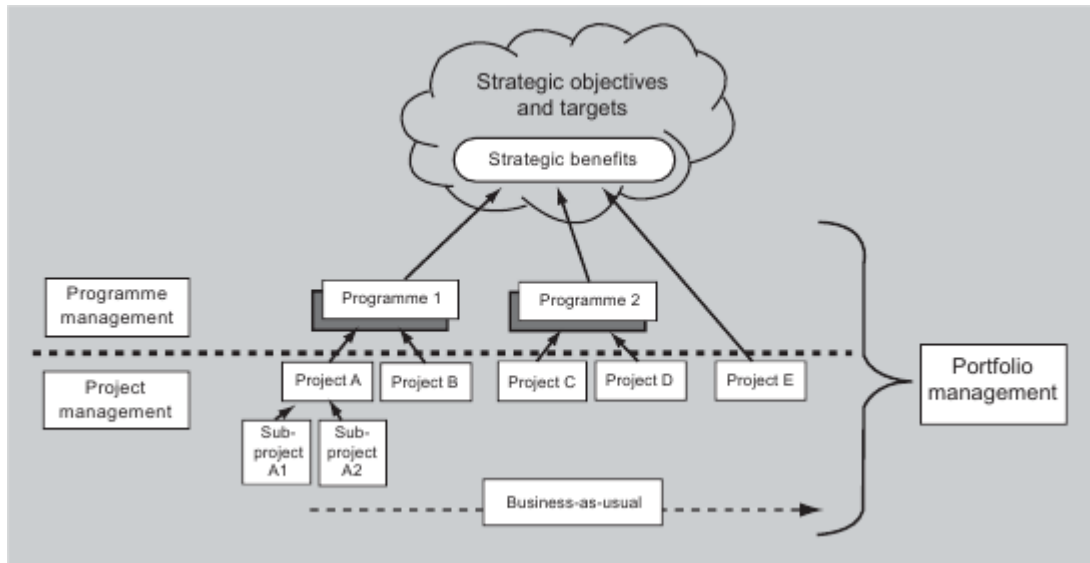 Strategic objectives
and targets
Strategic benefits
Programme
management
Programme 1
Programme 2
Project
management
Project A
Project B
Project C
Project D
Project E
Portfolio
management
Sub-
project
A1
Sub-
project
A2
Business-as-usual